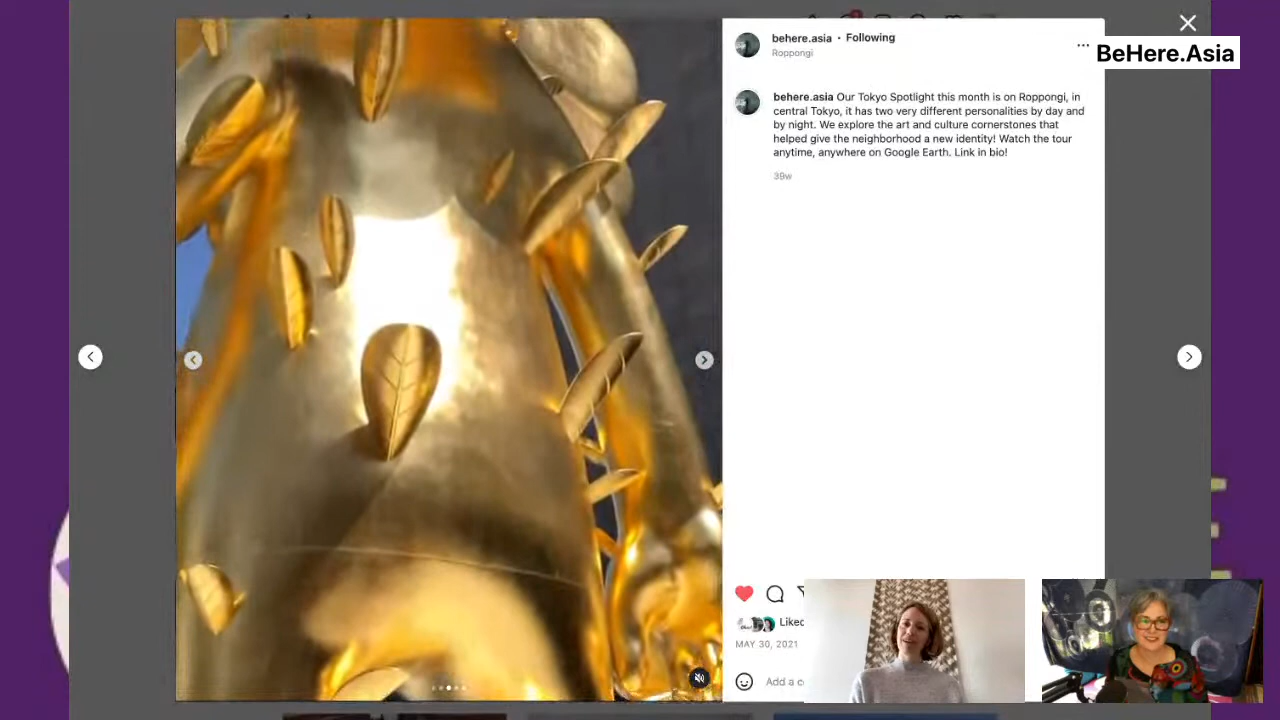 behere.asia • Following
Roppongi
BeHere.Asia
behere.asia Our Tokyo Spotlight this month is on Roppongi, in
central Tokyo, it has two very different personalities by day and
by night. We explore the art and culture cornerstones that
helped give the neighborhood a new identity! Watch the tour
anytime, anywhere on Google Earth. Link in bio!
39w
Liked
MAY 30, 2021
Add a c